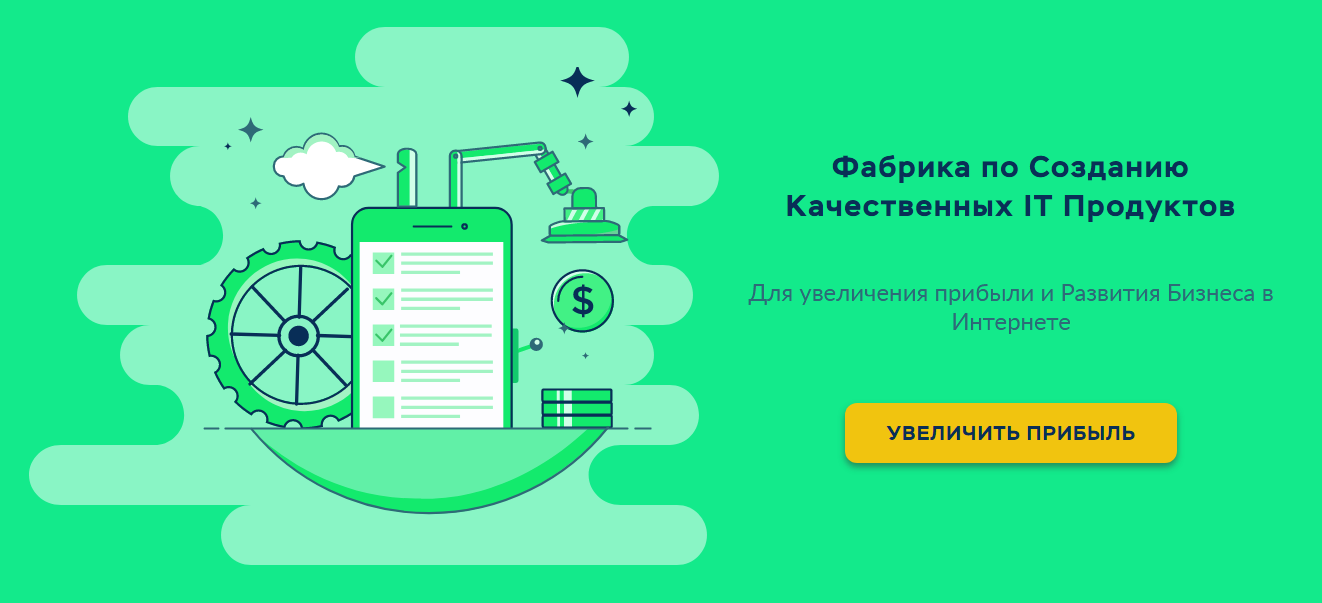 Фабрика по Созданию
Качественных IT Продуктов
Для увеличения прибыли и Развития Бизнеса в
Интернете
$
УВЕЛИЧИТЬ ПРИБЫЛЬ